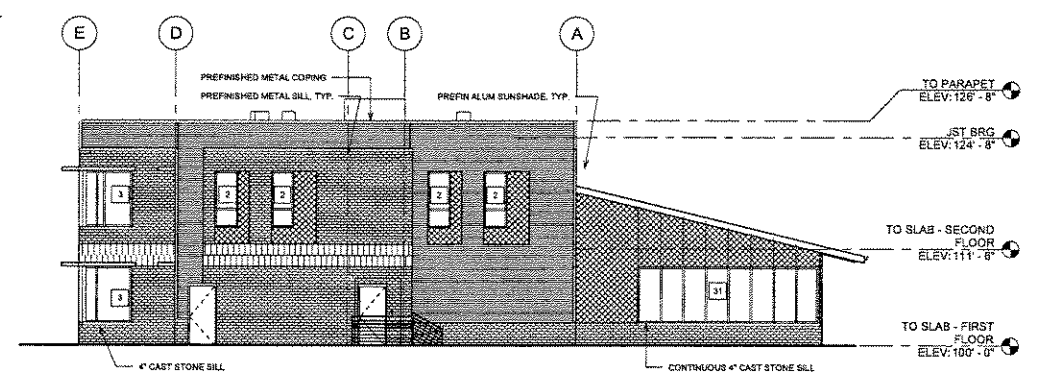 E D C B A
PREFINISHED METAL COPING
PREFINISHED METAL SILL, TYP.
PREFIN ALUM SUNSHADE, TYP.
TO PARAPET
ELEV: 126' - 8"
JST BRG
ELEV: 124' - 8"
3 2 2 2 2
TO SLAB - SECOND
FLOOR
ELEV: 111' - 6"
3
31
TO SLAB - FIRST
FLOOR
ELEV: 100' - 0"
4" CAST STONE SILL
CONTINUOUS 4" CAST STONE SILL